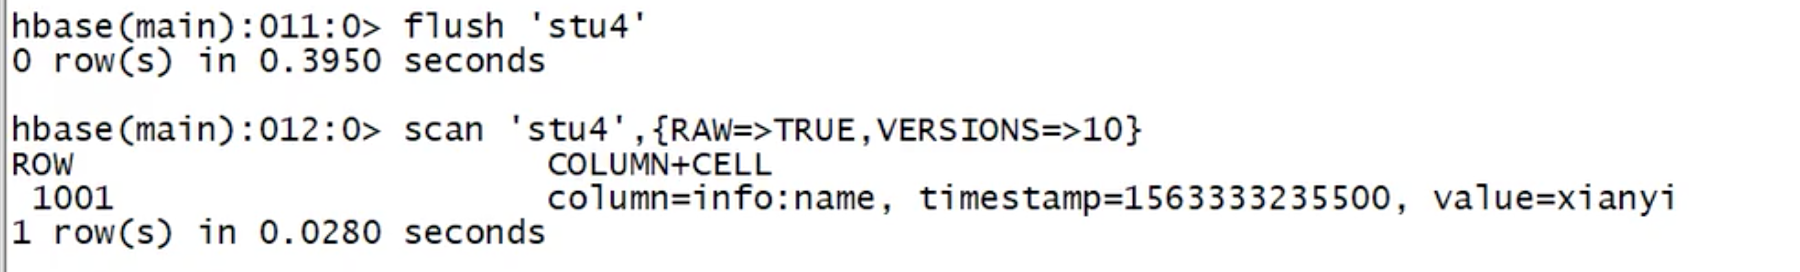 hbase(main):011:0> flush 'stu4'
0 row(s) in 0.3950 seconds
hbase(main):012:0> scan 'stu4',{RAW=>TRUE,VERSIONS=>10}
ROW                       COLUMN+CELL
 1001                     column=info:name, timestamp=1563333235500, value=xianyi
1 row(s) in 0.0280 seconds